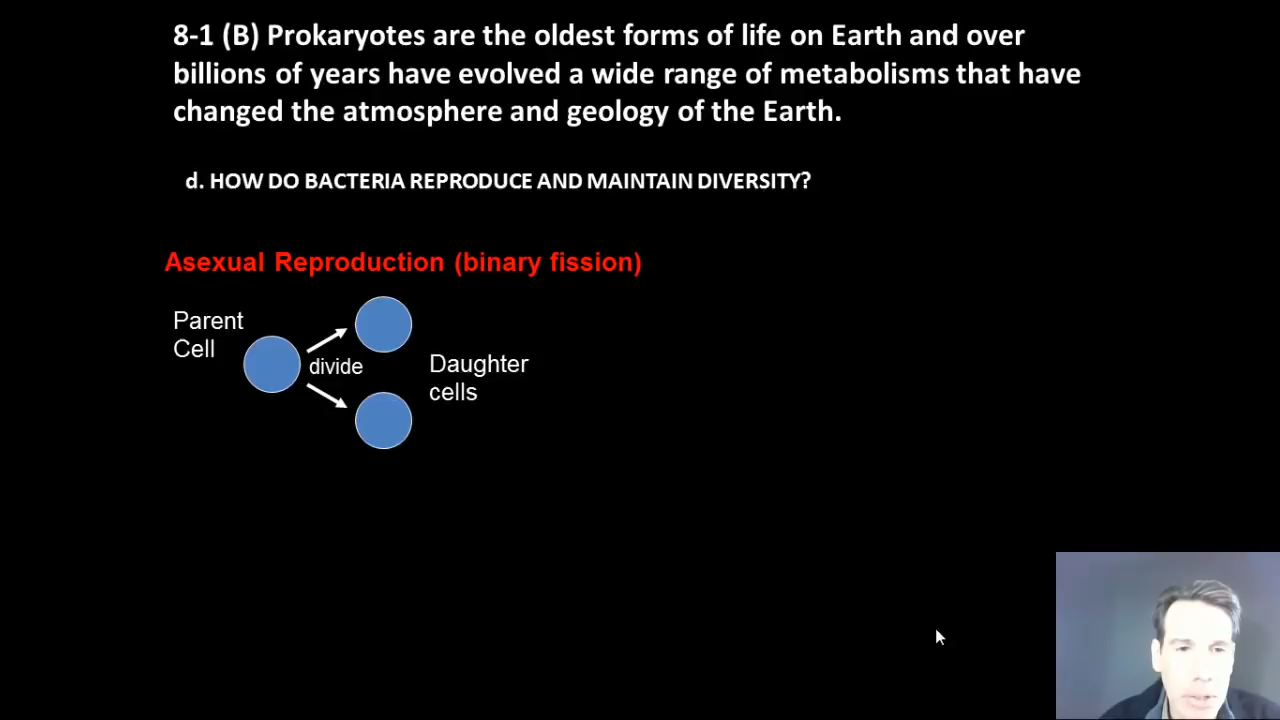 8-1 (B) Prokaryotes are the oldest forms of life on Earth and over
billions of years have evolved a wide range of metabolisms that have
changed the atmosphere and geology of the Earth.
d. HOW DO BACTERIA REPRODUCE AND MAINTAIN DIVERSITY?
Asexual Reproduction (binary fission)
Parent
Cell
divide
Daughter
cells